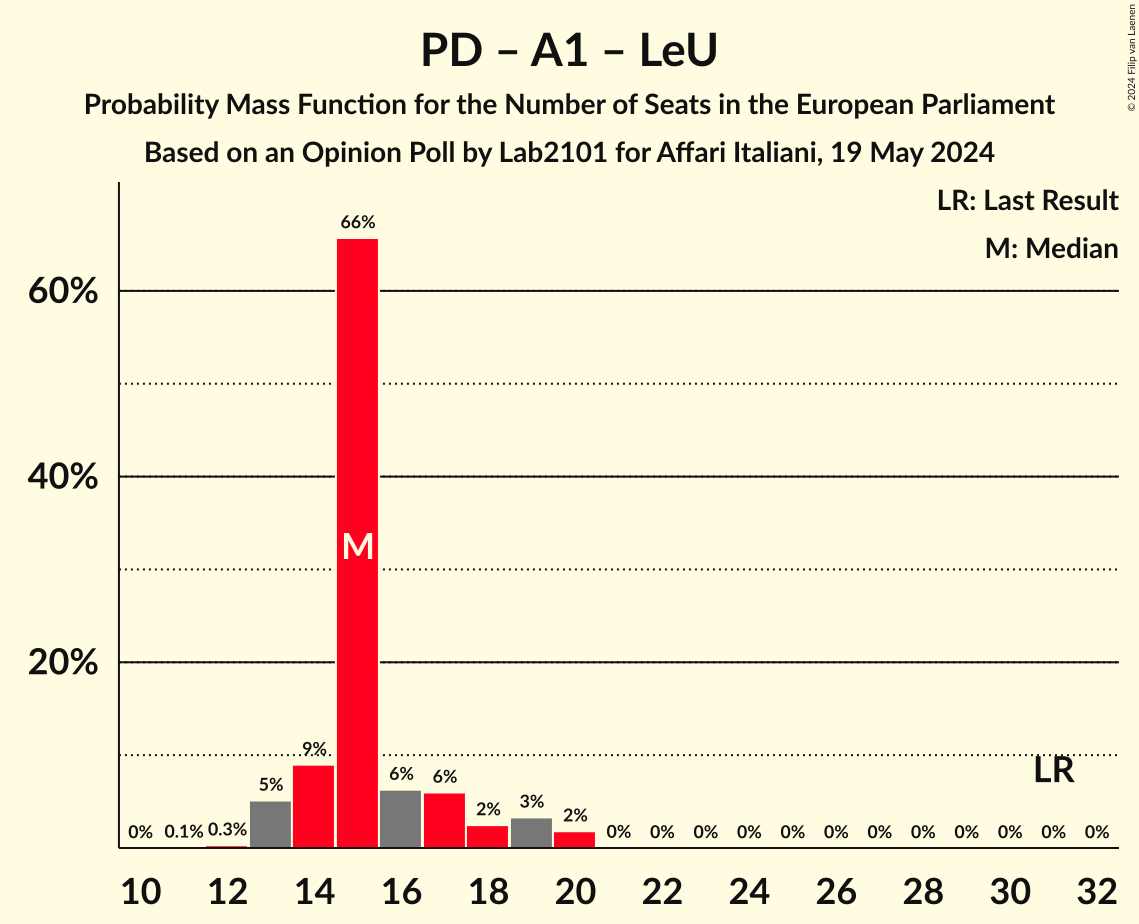 PD – A1 – LeU
Probability Mass Function for the Number of Seats in the European Parliament
Based on an Opinion Poll by Lab2101 for Affari Italiani, 19 May 2024
© 2024 Filip van Laenen
LR: Last Result
M: Median
60%
40%
20%
0%
0.1%
0.3%
5%
9%
66%
M
6%
6%
2%
3%
2%
0%
0%
0%
0%
0%
0%
0%
0%
0%
0%
0%
0%
LR
10 12 14 16 18 20 22 24 26 28 30 32